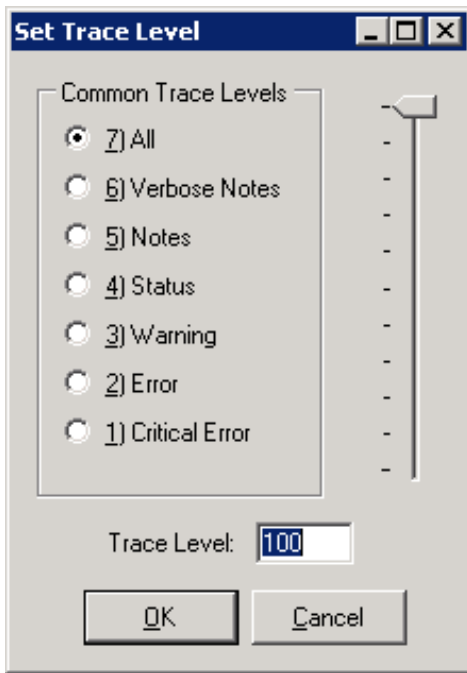 Set Trace Level
Common Trace Levels
7) All
6) Verbose Notes
5) Notes
4) Status
3) Warning
2) Error
1) Critical Error
Trace Level: 100
OK Cancel